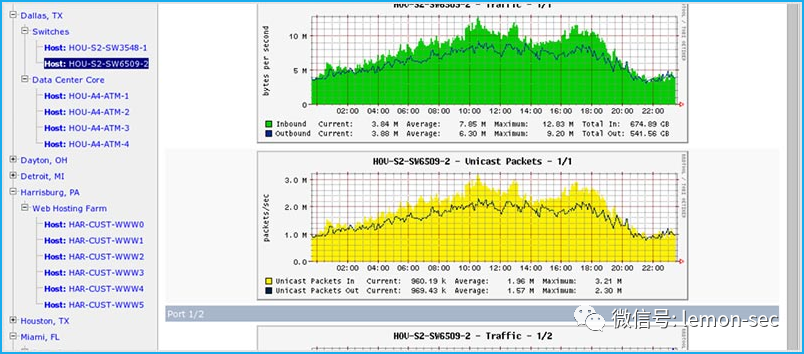 Dallas, TX
Switches
Host: HOU-S2-SW3548-1
Host: HOU-S2-SW6509-2
Data Center Core
Host: HOU-A4-ATM-1
Host: HOU-A4-ATM-2
Host: HOU-A4-ATM-3
Host: HOU-A4-ATM-4
Dayton, OH
Detroit, MI
Harrisburg, PA
Web Hosting Farm
Host: HAR-CUST-WWW0
Host: HAR-CUST-WWW1
Host: HAR-CUST-WWW2
Host: HAR-CUST-WWW3
Host: HAR-CUST-WWW4
Host: HAR-CUST-WWW5
Houston, TX
Miami, FL
HOU-S2-SW6509-2 - Traffic - 1/1
bytes per second
10 M
5 M
0
02:00 04:00 06:00 08:00 10:00 12:00 14:00 16:00 18:00 20:00 22:00
Inbound Current: 3.84 M Average: 7.85 M Maximum: 12.83 M Total In: 674.89 GB
Outbound Current: 3.88 M Average: 6.30 M Maximum: 9.20 M Total Out: 541.56 GB
HOU-S2-SW6509-2 - Unicast Packets - 1/1
packets/sec
3.0 M
2.0 M
1.0 M
0.0
02:00 04:00 06:00 08:00 10:00 12:00 14:00 16:00 18:00 20:00 22:00
Unicast Packets In Current: 960.19 k Average: 1.96 M Maximum: 3.21 M
Unicast Packets Out Current: 969.43 k Average: 1.57 M Maximum: 2.30 M
Port 1/2
微信号: lemon-sec
HOU-S2-SW6509-2 - Traffic - 1/2